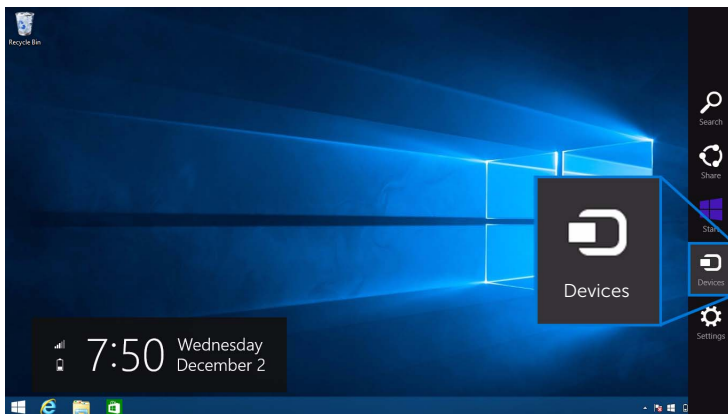 Recycle Bin
Search
Share
Start
Devices
Devices
Settings
7:50
Wednesday
December 2